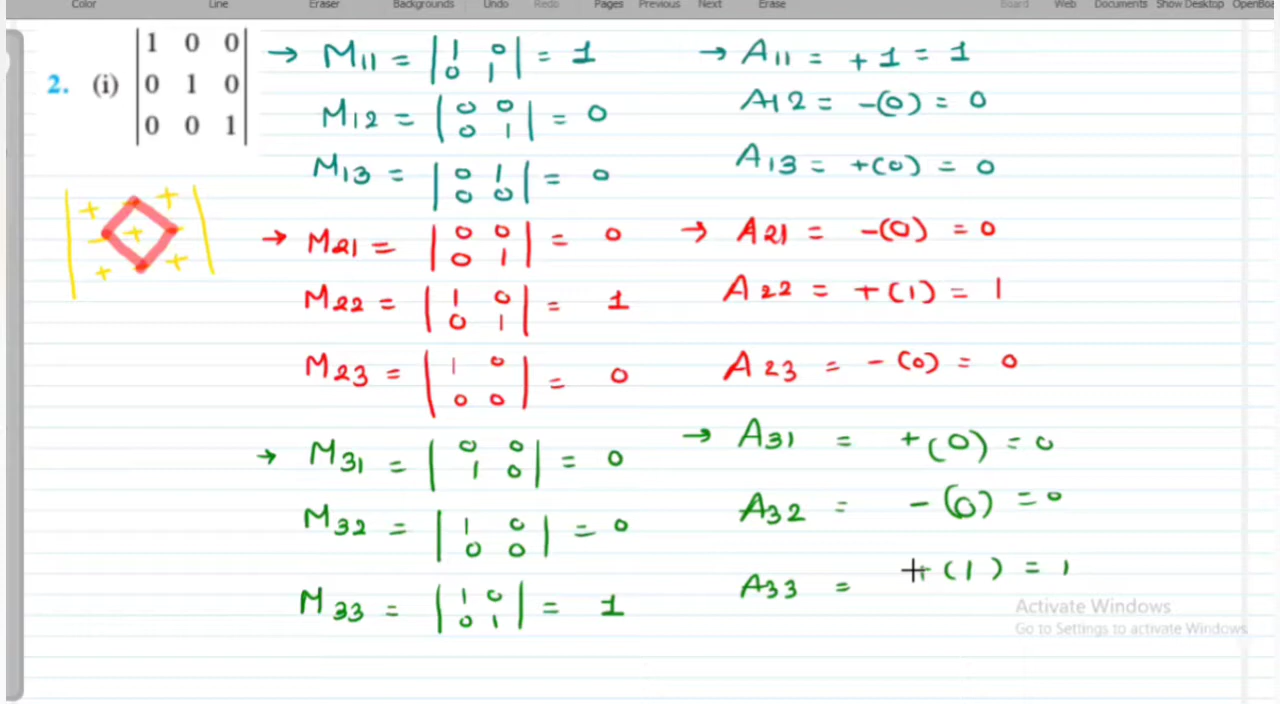 Color Line Eraser Backgrounds Undo Redo Pages Previous Next Erase Board Web Documents Show Desktop OpenBoa
2. (i) |1 0 0|
|0 1 0|
|0 0 1|
+ +
- + -
+ +
→ M11 = |1 0; 0 1| = 1 → A11 = +1 = 1
M12 = |0 0; 0 1| = 0 A12 = -(0) = 0
M13 = |0 1; 0 0| = 0 A13 = +(0) = 0
→ M21 = |0 0; 0 1| = 0 → A21 = -(0) = 0
M22 = |1 0; 0 1| = 1 A22 = +(1) = 1
M23 = |1 0; 0 0| = 0 A23 = -(0) = 0
→ M31 = |0 0; 1 0| = 0 → A31 = +(0) = 0
M32 = |1 0; 0 0| = 0 A32 = -(0) = 0
M33 = |1 0; 0 1| = 1 A33 = +(1) = 1
Activate Windows
Go to Settings to activate Windows